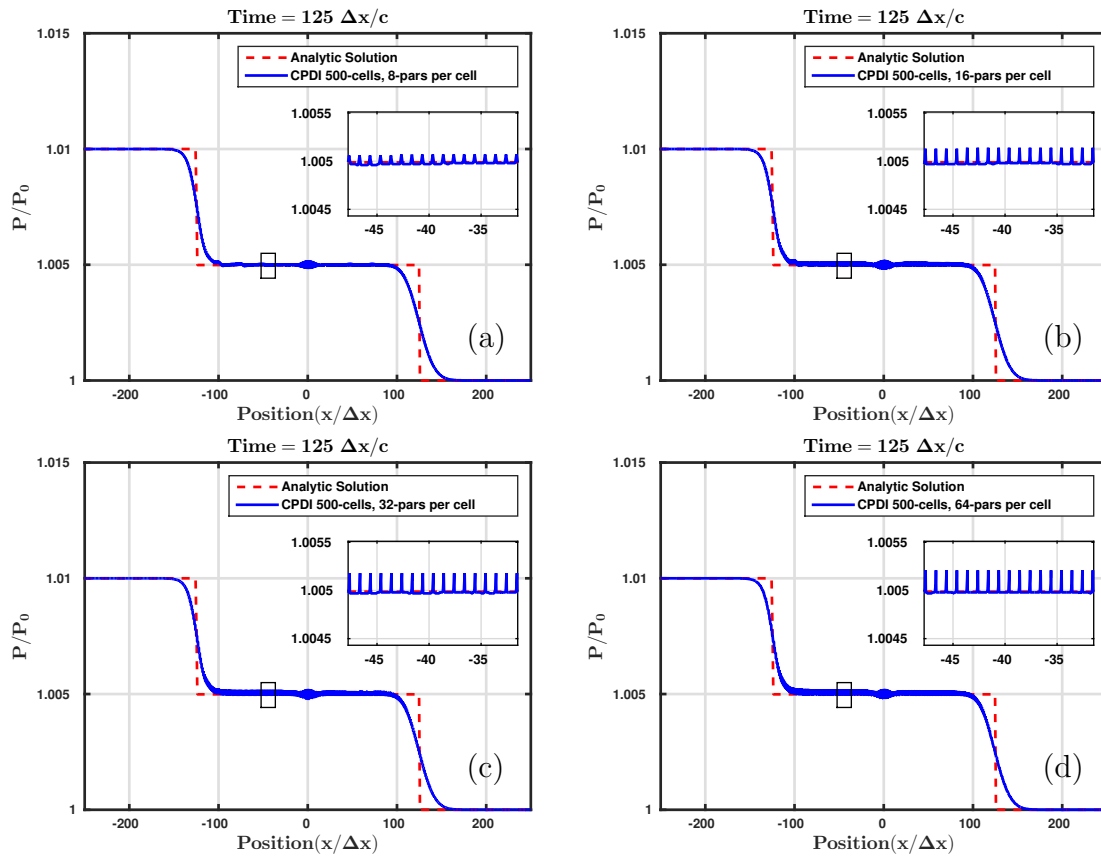 Time = 125 Δx/c
1.015
1.01
1.005
1
P/P₀
Analytic Solution
CPDI 500-cells, 8-pars per cell
1.0055
1.005
1.0045
-45 -40 -35
(a)
-200 -100 0 100 200
Position(x/Δx)
Time = 125 Δx/c
1.015
1.01
1.005
1
P/P₀
Analytic Solution
CPDI 500-cells, 16-pars per cell
1.0055
1.005
1.0045
-45 -40 -35
(b)
-200 -100 0 100 200
Position(x/Δx)
Time = 125 Δx/c
1.015
1.01
1.005
1
P/P₀
Analytic Solution
CPDI 500-cells, 32-pars per cell
1.0055
1.005
1.0045
-45 -40 -35
(c)
-200 -100 0 100 200
Position(x/Δx)
Time = 125 Δx/c
1.015
1.01
1.005
1
P/P₀
Analytic Solution
CPDI 500-cells, 64-pars per cell
1.0055
1.005
1.0045
-45 -40 -35
(d)
-200 -100 0 100 200
Position(x/Δx)